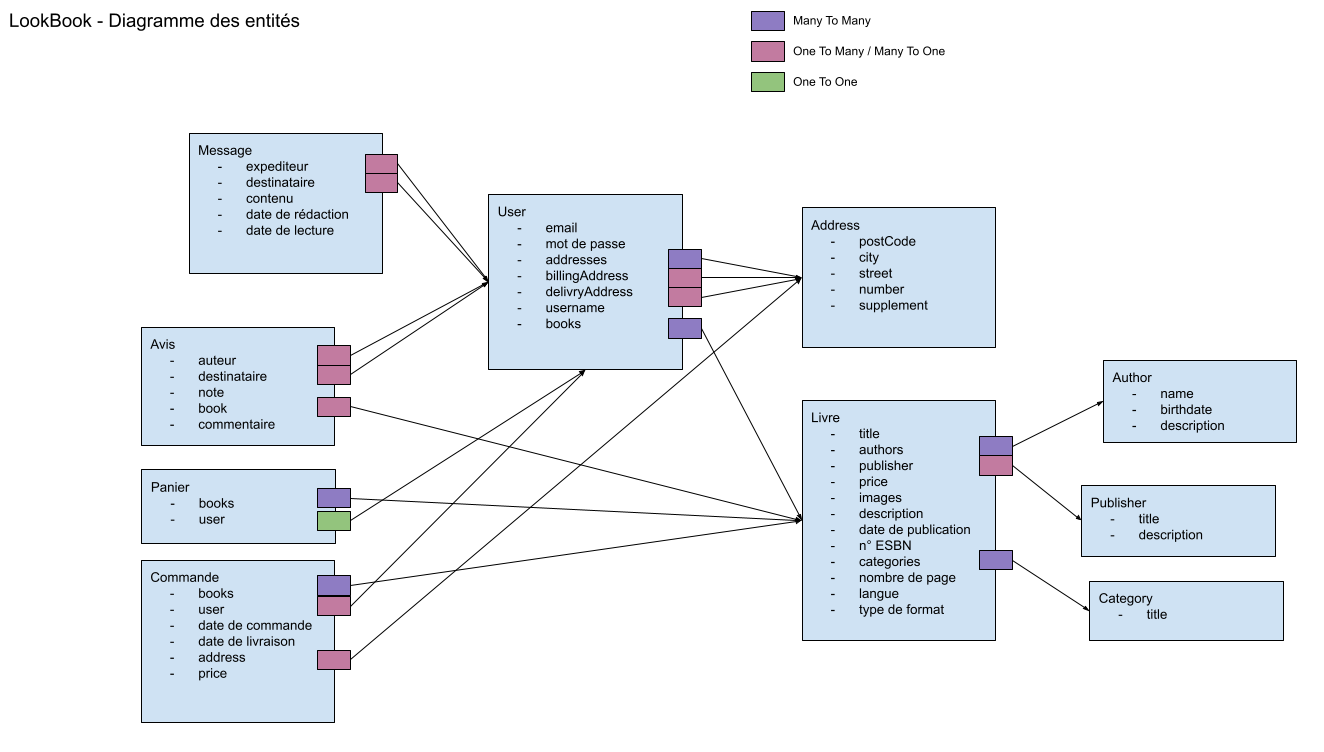 LookBook - Diagramme des entités
Many To Many
One To Many / Many To One
One To One
Message
- expediteur
- destinataire
- contenu
- date de rédaction
- date de lecture
User
- email
- mot de passe
- addresses
- billingAddress
- delivryAddress
- username
- books
Address
- postCode
- city
- street
- number
- supplement
Avis
- auteur
- destinataire
- note
- book
- commentaire
Panier
- books
- user
Commande
- books
- user
- date de commande
- date de livraison
- address
- price
Livre
- title
- authors
- publisher
- price
- images
- description
- date de publication
- n° ESBN
- categories
- nombre de page
- langue
- type de format
Author
- name
- birthdate
- description
Publisher
- title
- description
Category
- title